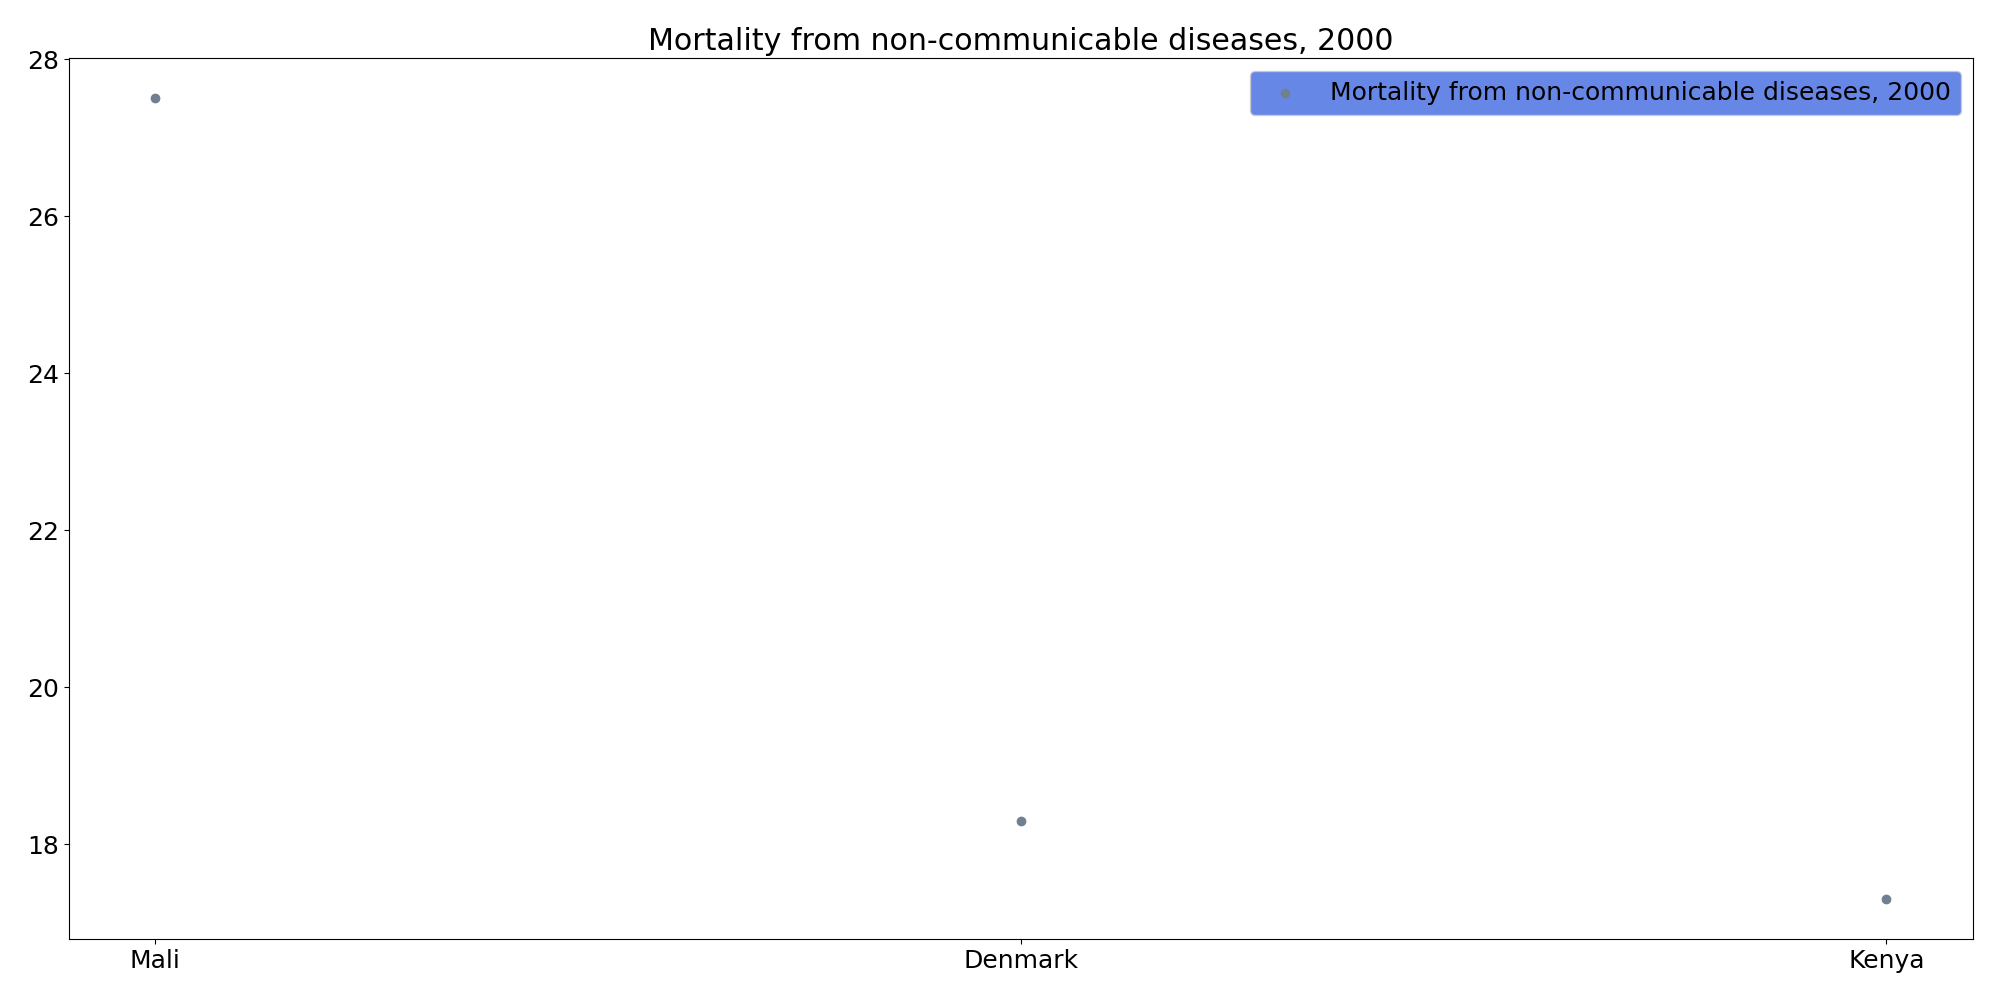 Mortality from non-communicable diseases, 2000
Mortality from non-communicable diseases, 2000
28
26
24
22
20
18
Mali Denmark Kenya